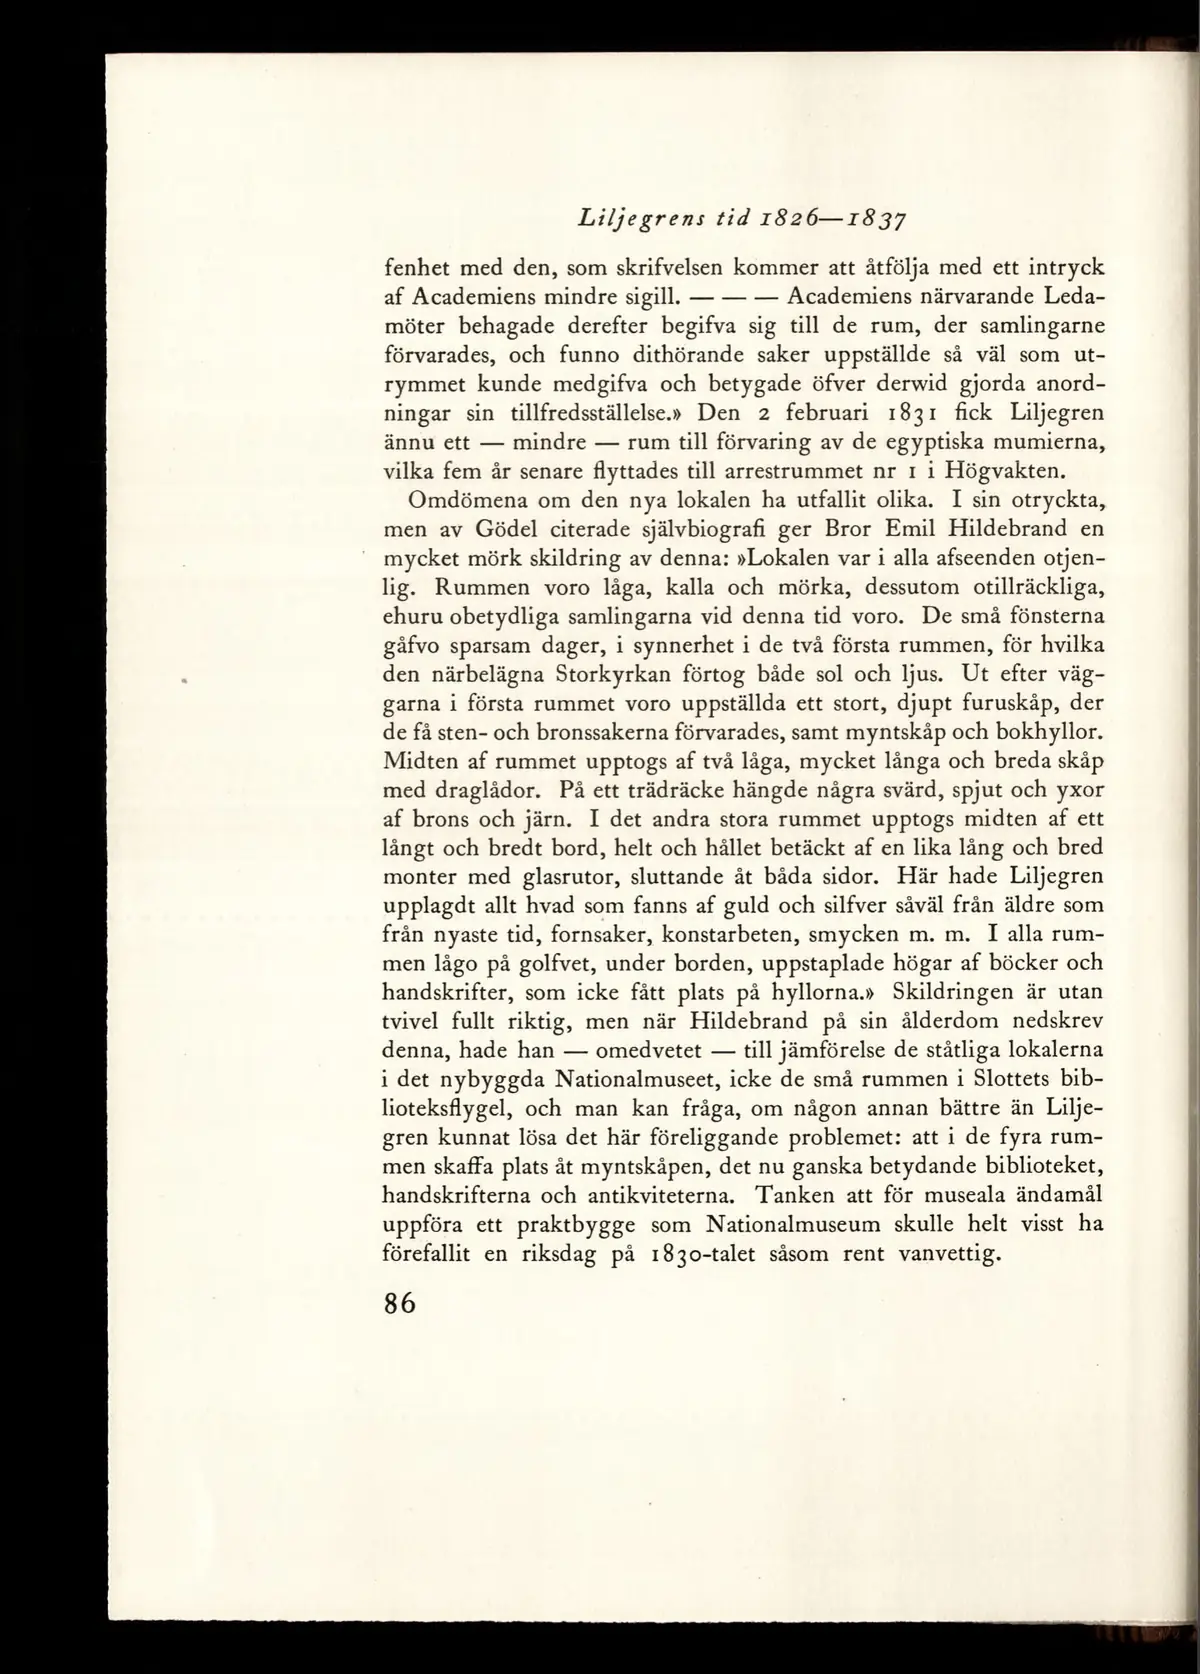 Liljegrens tid 1826—1837
fenhet med den, som skrifvelsen kommer att åtfölja med ett intryck
af Academiens mindre sigill. — — — Academiens närvarande Leda-
möter behagade derefter begifva sig till de rum, der samlingarne
förvarades, och funno dithörande saker uppställde så väl som ut-
rymmet kunde medgifva och betygade öfver derwid gjorda anord-
ningar sin tillfredsställelse.» Den 2 februari 1831 fick Liljegren
ännu ett — mindre — rum till förvaring av de egyptiska mumierna,
vilka fem år senare flyttades till arrestrummet nr 1 i Högvakten.
Omdömena om den nya lokalen ha utfallit olika. I sin otryckta,
men av Gödel citerade självbiografi ger Bror Emil Hildebrand en
mycket mörk skildring av denna: »Lokalen var i alla afseenden otjen-
lig. Rummen voro låga, kalla och mörka, dessutom otillräckliga,
ehuru obetydliga samlingarna vid denna tid voro. De små fönsterna
gåfvo sparsam dager, i synnerhet i de två första rummen, för hvilka
den närbelägna Storkyrkan förtog både sol och ljus. Ut efter väg-
garna i första rummet voro uppställda ett stort, djupt furuskåp, der
de få sten- och bronssakerna förvarades, samt myntskåp och bokhyllor.
Midten af rummet upptogs af två låga, mycket långa och breda skåp
med draglådor. På ett trädräcke hängde några svärd, spjut och yxor
af brons och järn. I det andra stora rummet upptogs midten af ett
långt och bredt bord, helt och hållet betäckt af en lika lång och bred
monter med glasrutor, sluttande åt båda sidor. Här hade Liljegren
upplagdt allt hvad som fanns af guld och silfver såväl från äldre som
från nyaste tid, fornsaker, konstarbeten, smycken m. m. I alla rum-
men lågo på golfvet, under borden, uppstaplade högar af böcker och
handskrifter, som icke fått plats på hyllorna.» Skildringen är utan
tvivel fullt riktig, men när Hildebrand på sin ålderdom nedskrev
denna, hade han — omedvetet — till jämförelse de ståtliga lokalerna
i det nybyggda Nationalmuseet, icke de små rummen i Slottets bib-
lioteksflygel, och man kan fråga, om någon annan bättre än Lilje-
gren kunnat lösa det här föreliggande problemet: att i de fyra rum-
men skaffa plats åt myntskåpen, det nu ganska betydande biblioteket,
handskrifterna och antikviteterna. Tanken att för museala ändamål
uppföra ett praktbygge som Nationalmuseum skulle helt visst ha
förefallit en riksdag på 1830-talet såsom rent vanvettig.
86